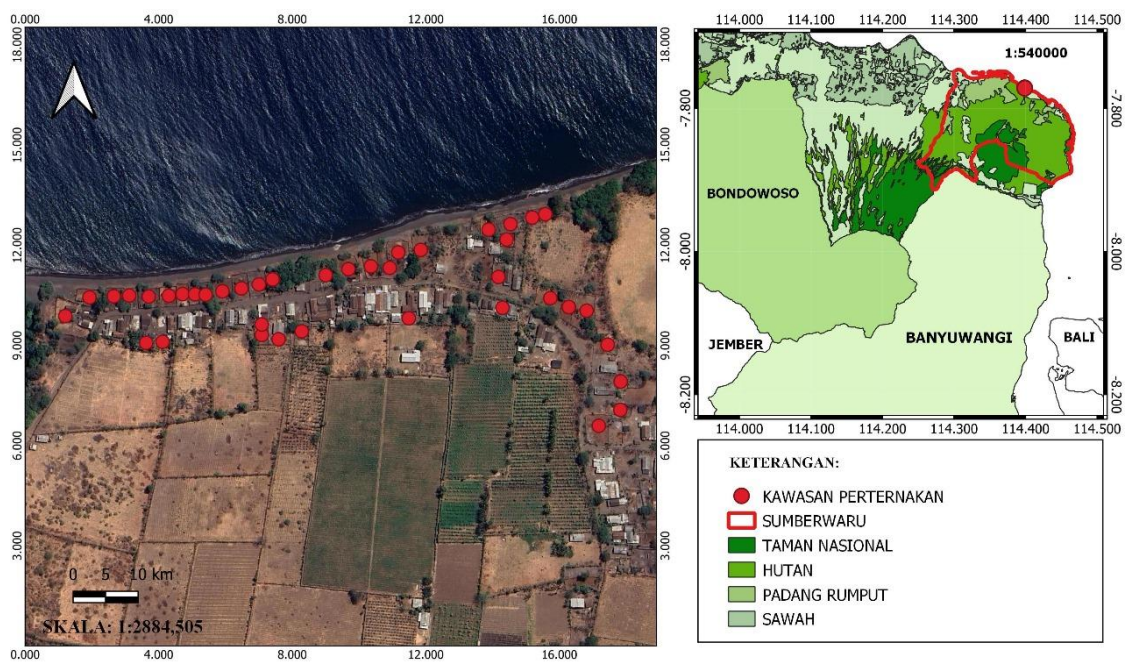 0.000 4.000 8.000 12.000 16.000
18.000
15.000
12.000
9.000
6.000
3.000
18.000
15.000
12.000
9.000
6.000
3.000
0 5 10 km
SKALA: 1:2884,505
0.000 4.000 8.000 12.000 16.000
114.000 114.100 114.200 114.300 114.400 114.500
1:540000
-7.800
-8.000
-8.200
-7.800
-8.000
-8.200
BONDOWOSO
JEMBER
BANYUWANGI
BALI
114.000 114.100 114.200 114.300 114.400 114.500
KETERANGAN:
KAWASAN PERTERNAKAN
SUMBERWARU
TAMAN NASIONAL
HUTAN
PADANG RUMPUT
SAWAH